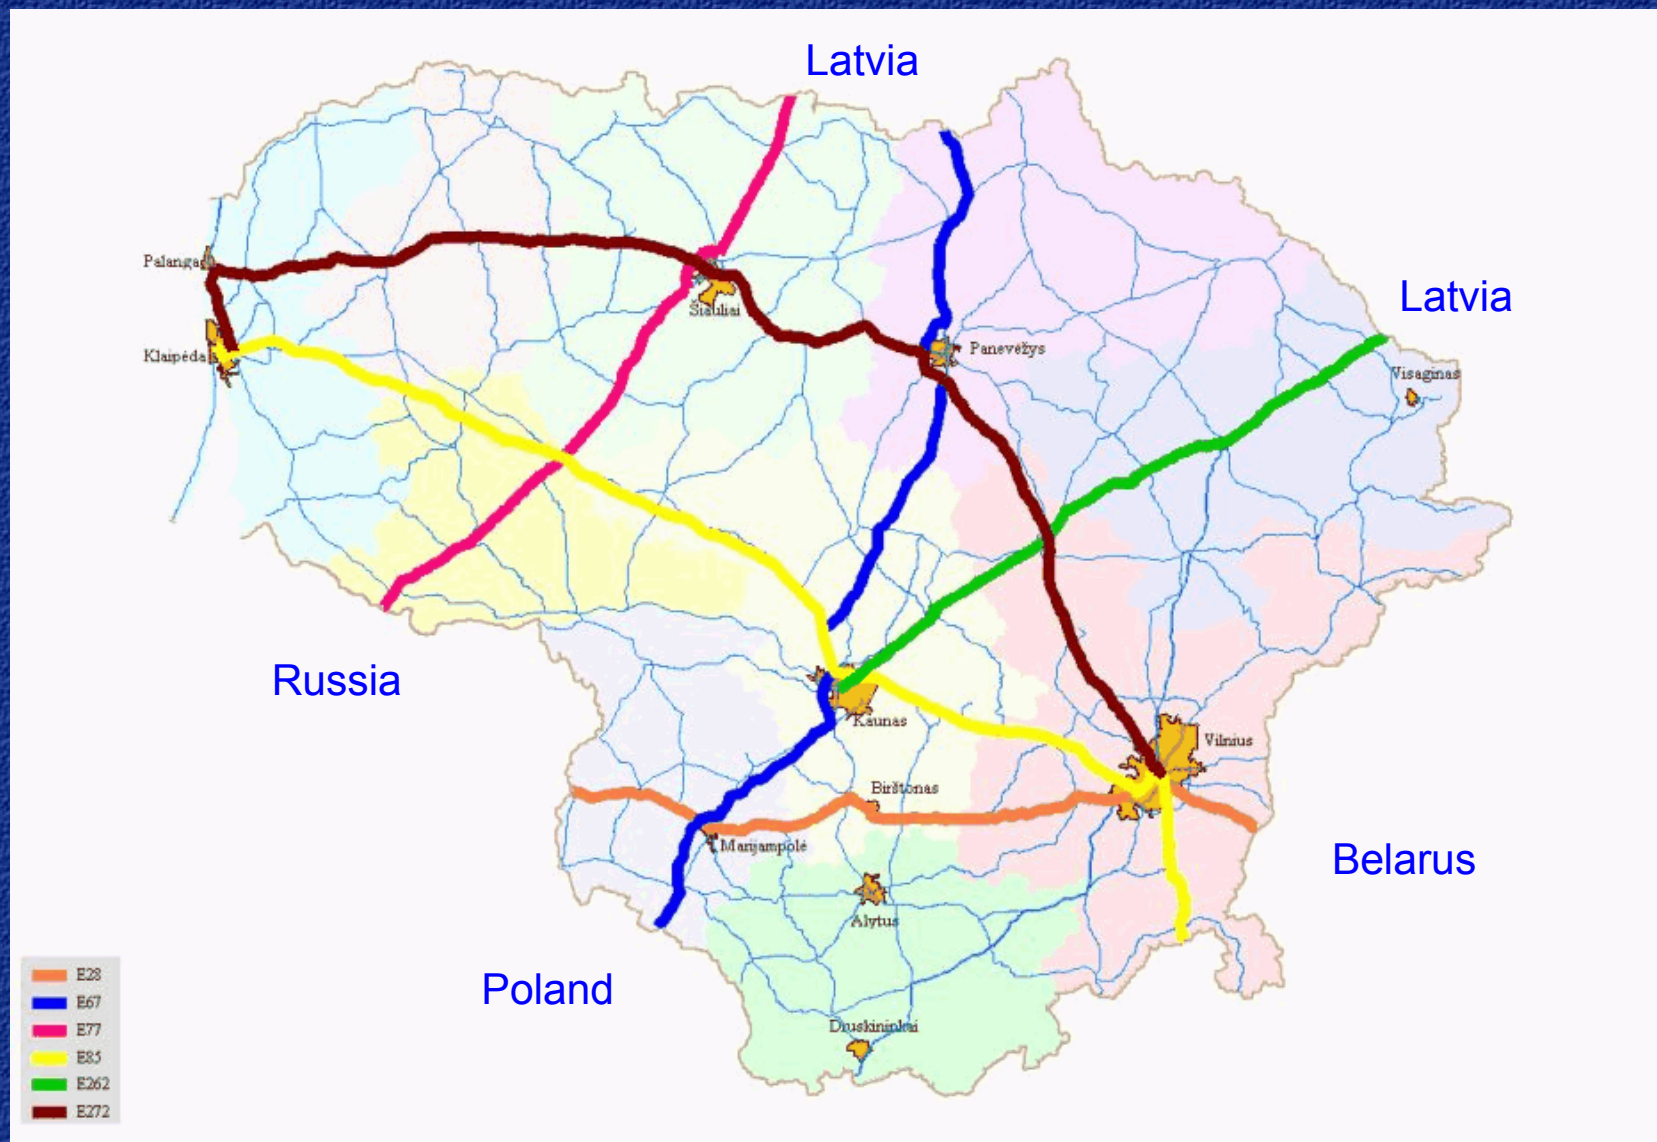 Latvia
Palanga
Latvia
Šiauliai
Klaipėda
Panevėžys
Visaginas
Russia
Kaunas
Vilnius
Birštonas
Marijampolė
Belarus
Alytus
Poland
Druskininkai
E28
E67
E77
E85
E262
E272